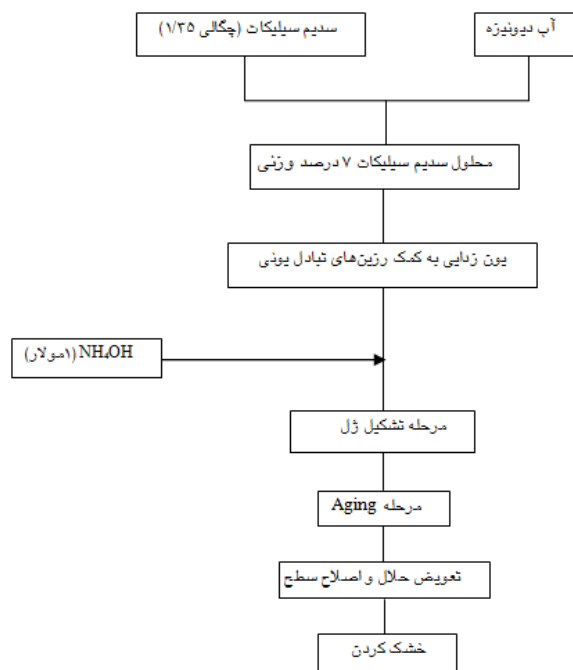 آب دیونیزه
سدیم سیلیکات (چگالی ۱/۳۵)
محلول سدیم سیلیکات ۷ درصد وزنی
یون زدایی به کمک رزین‌های تبادل یونی
NH₄OH (۱مولار)
مرحله تشکیل ژل
مرحله Aging
تعویض حلال و اصلاح سطح
خشک کردن